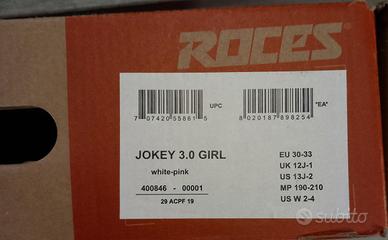 ROCES
UPC
"EA"
7 07420 55861 5
8 020187 898254
JOKEY 3.0 GIRL
white-pink
400846 - 00001
29 ACPF 19
EU 30-33
UK 12J-1
US 13J-2
MP 190-210
US W 2-4
subito